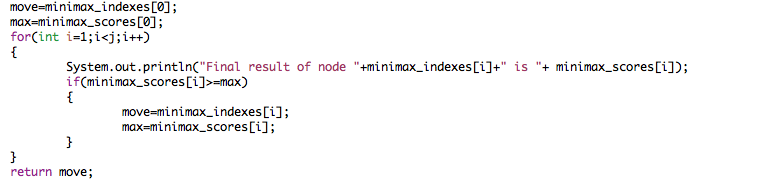 move=minimax_indexes[0];
max=minimax_scores[0];
for(int i=1;i<j;i++)
{
System.out.println("Final result of node "+minimax_indexes[i]+" is "+ minimax_scores[i]);
if(minimax_scores[i]>=max)
{
move=minimax_indexes[i];
max=minimax_scores[i];
}
}
return move;